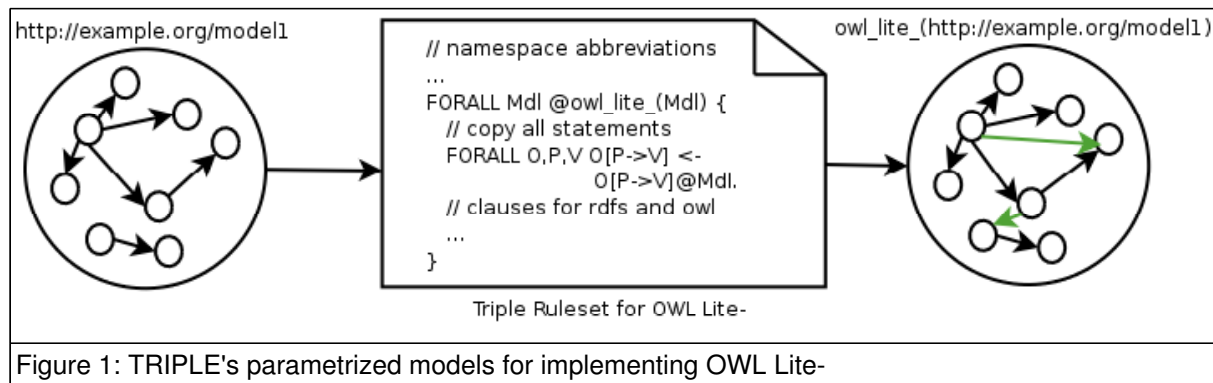 http://example.org/model1
// namespace abbreviations
...
FORALL Mdl @owl_lite_(Mdl) {
// copy all statements
FORALL O,P,V O[P->V] <-
O[P->V]@Mdl.
// clauses for rdfs and owl
...
}
Triple Ruleset for OWL Lite-
owl_lite_(http://example.org/model1)
Figure 1: TRIPLE's parametrized models for implementing OWL Lite-